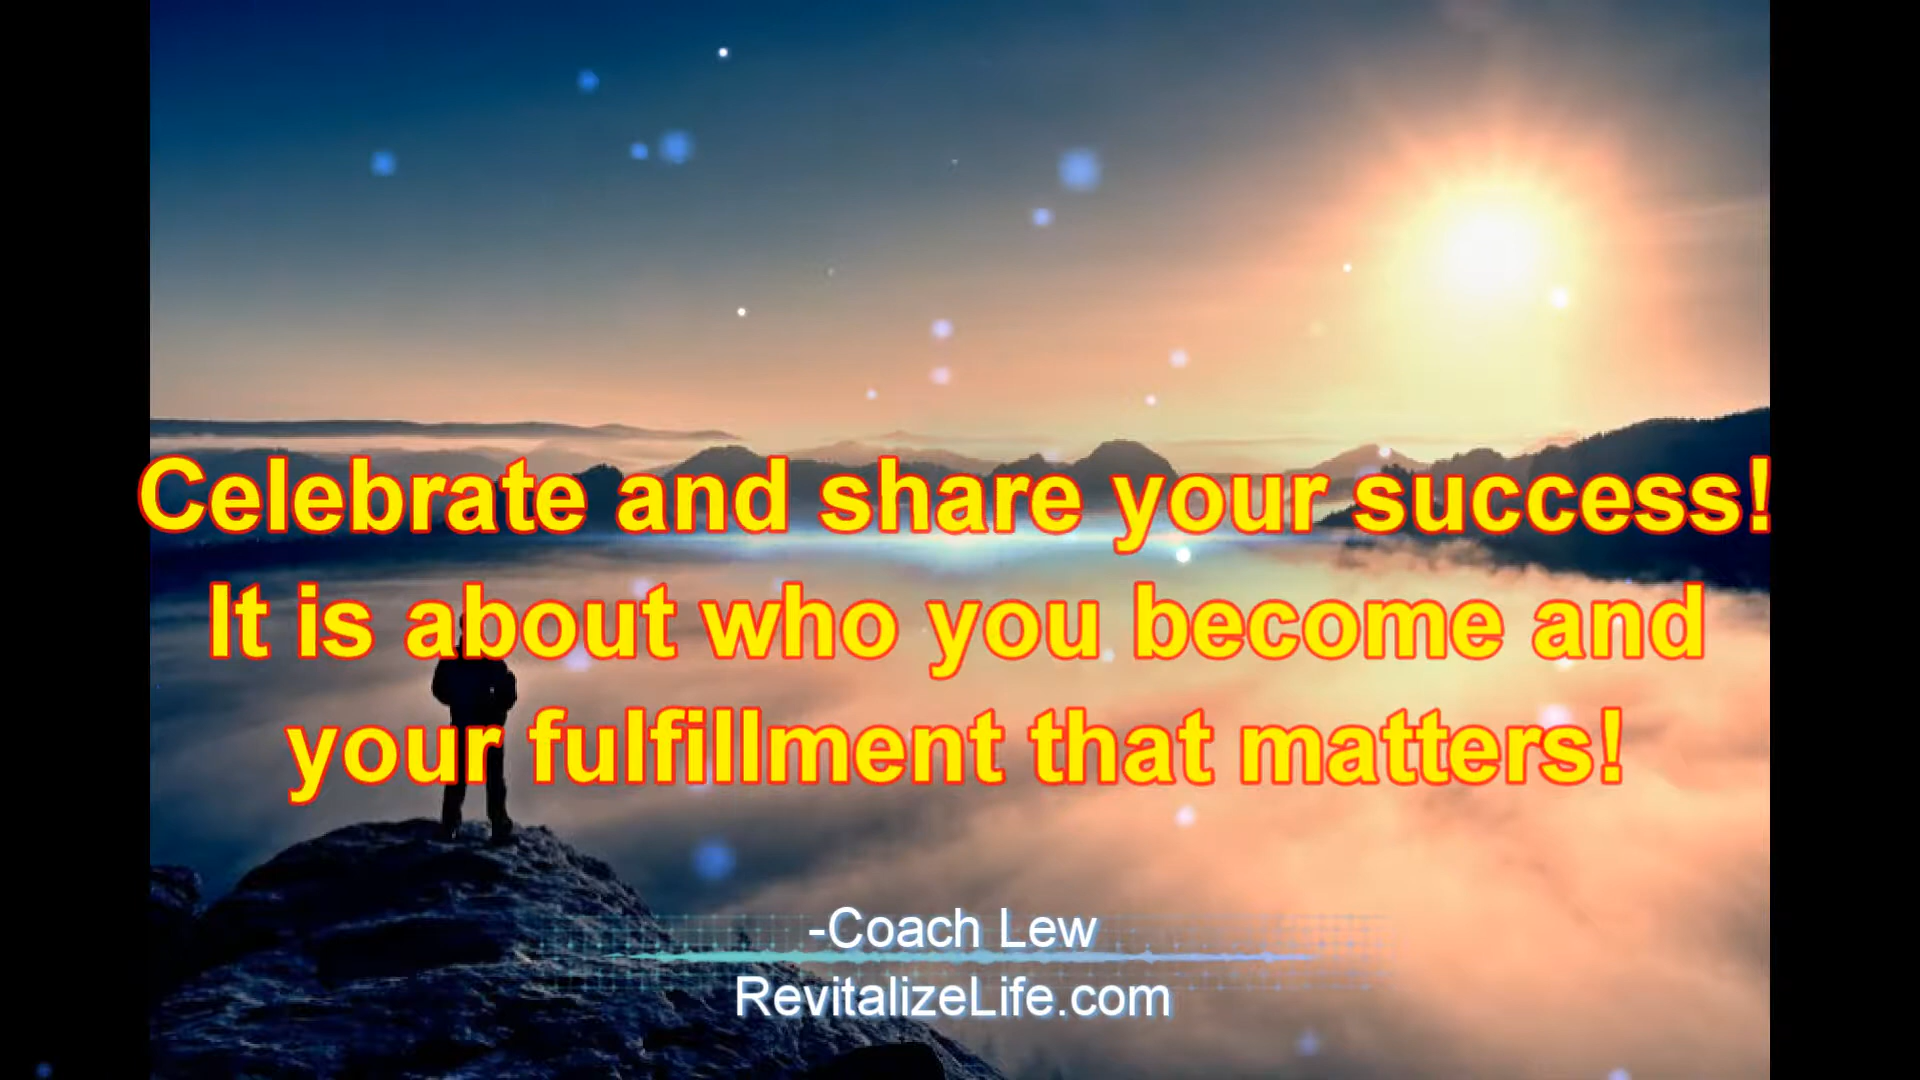 Celebrate and share your success!
It is about who you become and
your fulfillment that matters!
-Coach Lew
RevitalizeLife.com